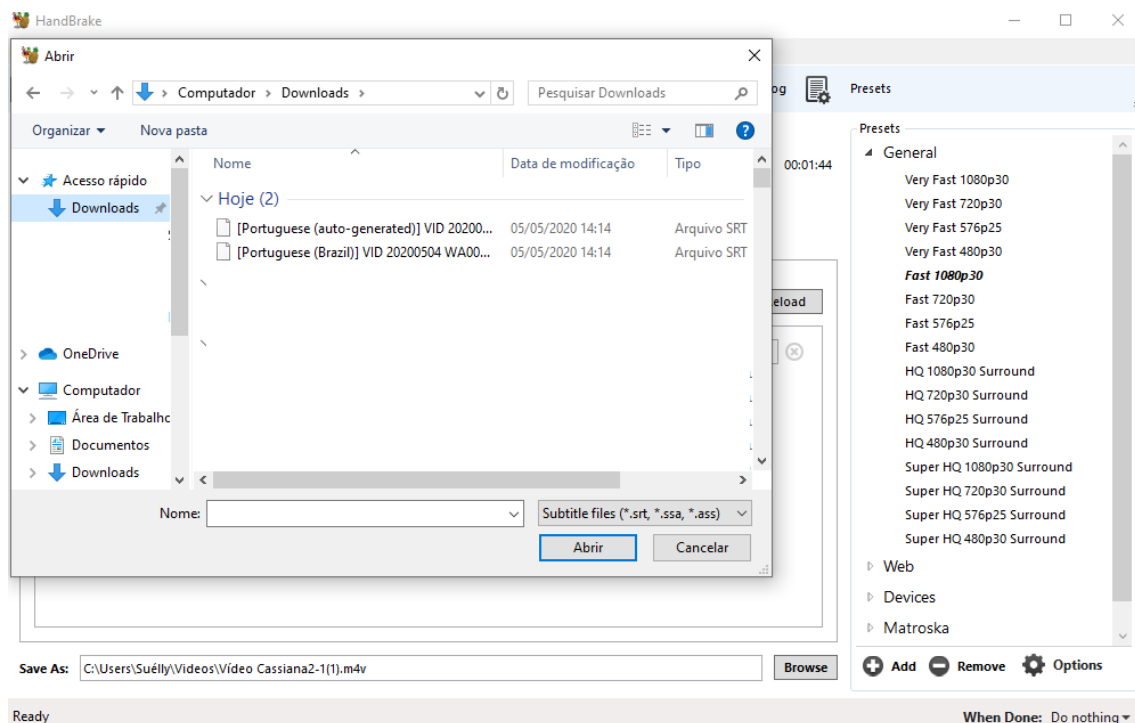 HandBrake
Abrir
Computador > Downloads >
Pesquisar Downloads
Organizar
Nova pasta
Nome
Data de modificação
Tipo
Acesso rápido
Downloads
OneDrive
Computador
Área de Trabalho
Documentos
Downloads
Hoje (2)
[Portuguese (auto-generated)] VID 20200... 05/05/2020 14:14 Arquivo SRT
[Portuguese (Brazil)] VID 20200504 WA00... 05/05/2020 14:14 Arquivo SRT
Nome:
Subtitle files (*.srt, *.ssa, *.ass)
Abrir
Cancelar
og
00:01:44
eload
Presets
Presets
General
Very Fast 1080p30
Very Fast 720p30
Very Fast 576p25
Very Fast 480p30
Fast 1080p30
Fast 720p30
Fast 576p25
Fast 480p30
HQ 1080p30 Surround
HQ 720p30 Surround
HQ 576p25 Surround
HQ 480p30 Surround
Super HQ 1080p30 Surround
Super HQ 720p30 Surround
Super HQ 576p25 Surround
Super HQ 480p30 Surround
Web
Devices
Matroska
Add Remove Options
Save As: C:\Users\Suélly\Videos\Vídeo Cassiana2-1(1).m4v Browse
Ready
When Done: Do nothing